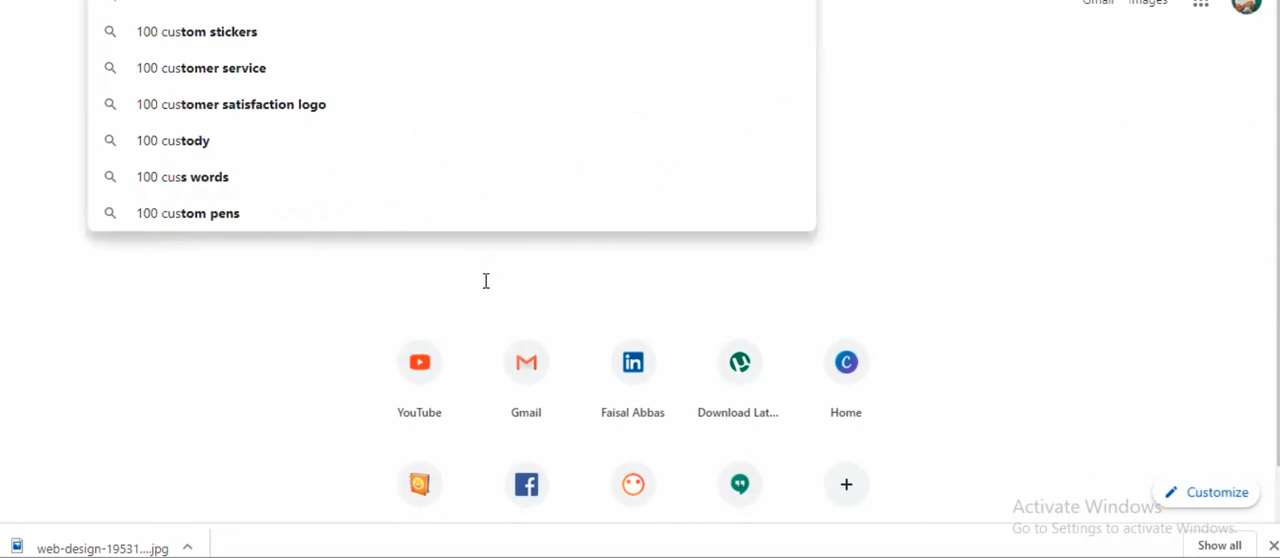 Gmail Images
100 custom stickers
100 customer service
100 customer satisfaction logo
100 custody
100 cuss words
100 custom pens
YouTube Gmail Faisal Abbas Download Lat... Home
Customize
Activate Windows
Go to Settings to activate Windows.
web-design-19531....jpg
Show all